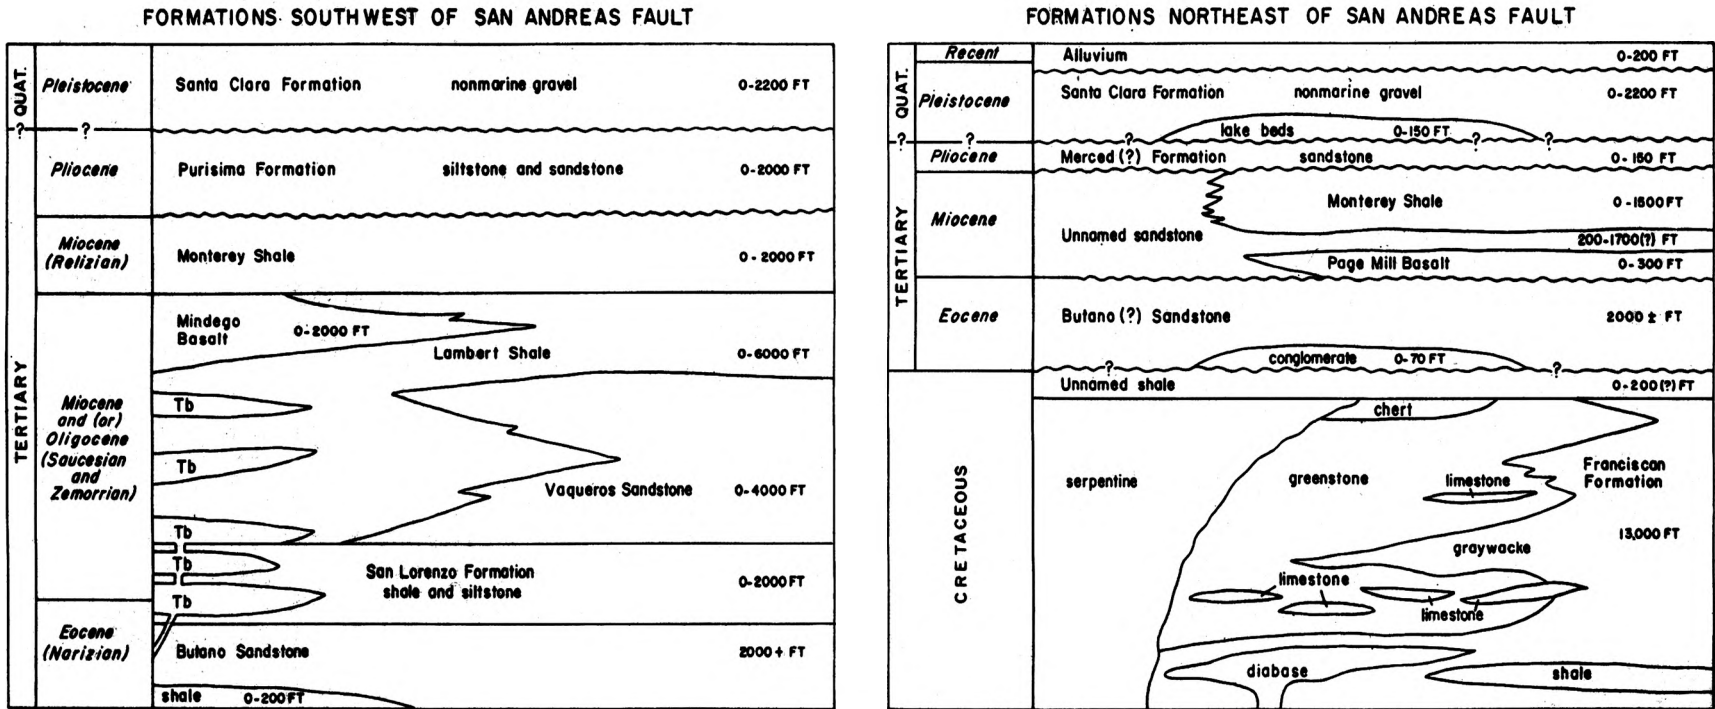 FORMATIONS SOUTHWEST OF SAN ANDREAS FAULT
QUAT.
Pleistocene
Santa Clara Formation nonmarine gravel 0-2200 FT
? ?
TERTIARY
Pliocene
Purisima Formation siltstone and sandstone 0-2000 FT
Miocene
(Relizian)
Monterey Shale 0-2000 FT
Mindego
Basalt
0-2000 FT
Lambert Shale 0-6000 FT
Miocene
and (or)
Oligocene
(Saucesian
and
Zemorrian)
Tb
Tb
Vaqueros Sandstone 0-4000 FT
Tb
Tb
Tb
San Lorenzo Formation
shale and siltstone
0-2000 FT
Eocene
(Narizian)
Butano Sandstone 2000+ FT
shale 0-200 FT
FORMATIONS NORTHEAST OF SAN ANDREAS FAULT
QUAT.
Recent
Alluvium 0-200 FT
Pleistocene
Santa Clara Formation nonmarine gravel 0-2200 FT
lake beds 0-150 FT
? ? ? ? ?
TERTIARY
Pliocene
Merced (?) Formation sandstone 0-150 FT
Miocene
Monterey Shale 0-1500 FT
Unnamed sandstone 200-1700(?) FT
Page Mill Basalt 0-300 FT
Eocene
Butano (?) Sandstone 2000 ± FT
conglomerate 0-70 FT
? ?
CRETACEOUS
Unnamed shale 0-200(?) FT
chert
serpentine
greenstone
limestone
Franciscan
Formation
13,000 FT
graywacke
limestone
limestone
diabase
shale